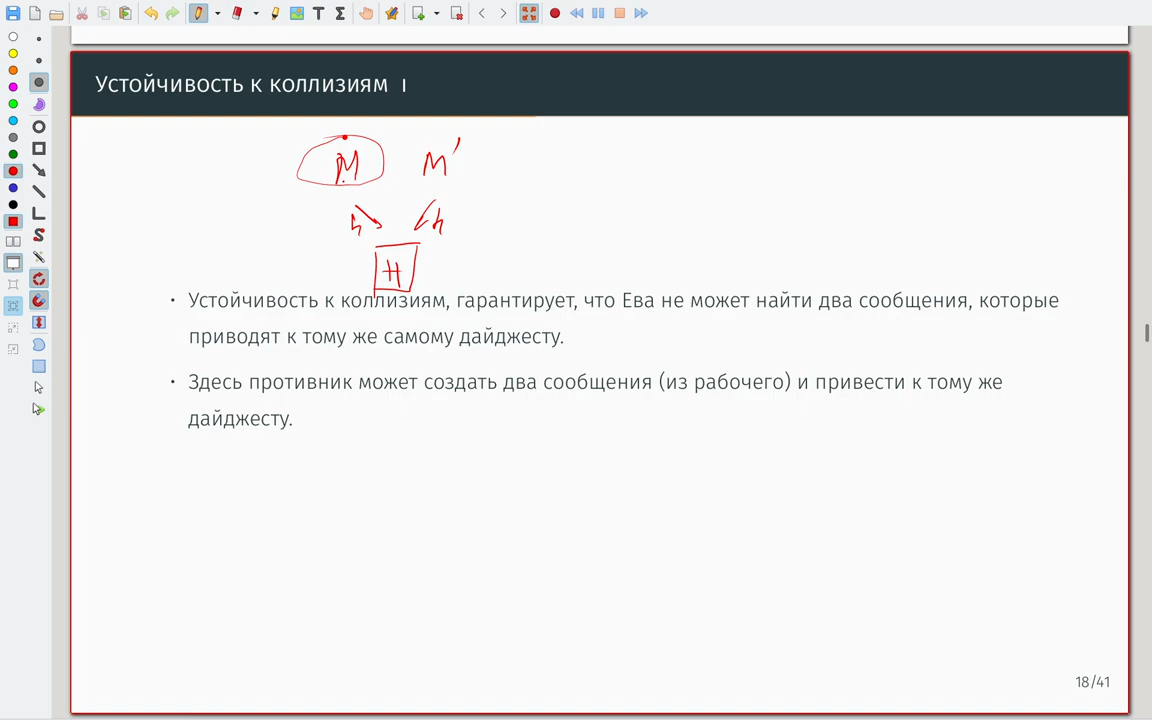 Устойчивость к коллизиям I
M M'
h h
H
• Устойчивость к коллизиям, гарантирует, что Ева не может найти два сообщения, которые
приводят к тому же самому дайджесту.
• Здесь противник может создать два сообщения (из рабочего) и привести к тому же
дайджесту.
18/41